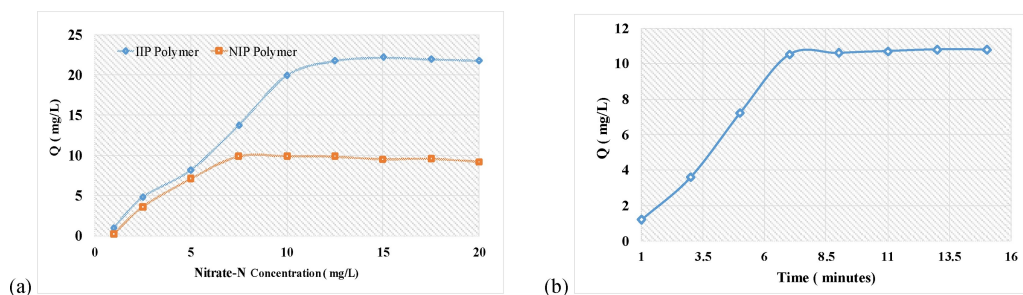 25
20
15
10
5
0
Q ( mg/L)
IIP Polymer
NIP Polymer
0 5 10 15 20
Nitrate-N Concentration ( mg/L)
(a)
12
10
8
6
4
2
0
Q ( mg/L)
1 3.5 6 8.5 11 13.5 16
Time ( minutes)
(b)